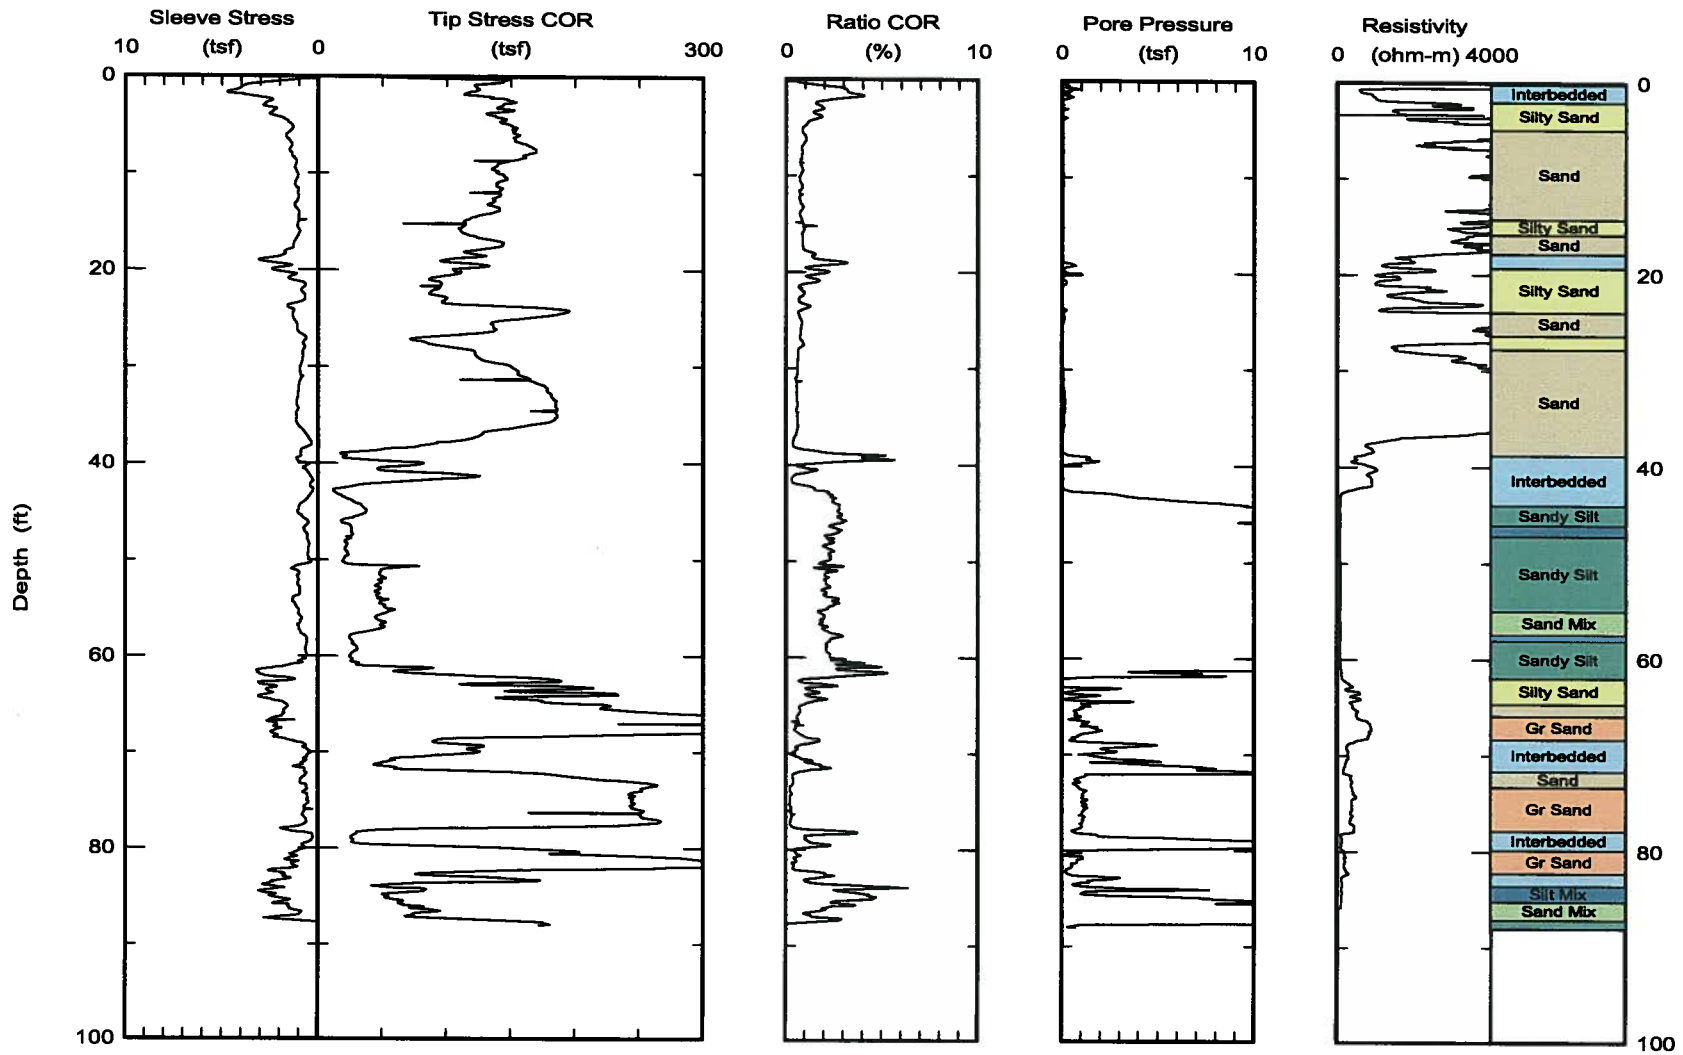 Sleeve Stress
(tsf)
10
0
Tip Stress COR
(tsf)
300
Ratio COR
0
(%)
10
Pore Pressure
0
(tsf)
10
Resistivity
0
(ohm-m)
4000
Depth (ft)
0
20
40
60
80
100
0
20
40
60
80
100
Interbedded
Silty Sand
Sand
Silty Sand
Sand
Silty Sand
Sand
Sand
Interbedded
Sandy Silt
Sandy Silt
Sand Mix
Sandy Silt
Silty Sand
Gr Sand
Interbedded
Sand
Gr Sand
Interbedded
Gr Sand
Silt Mix
Sand Mix